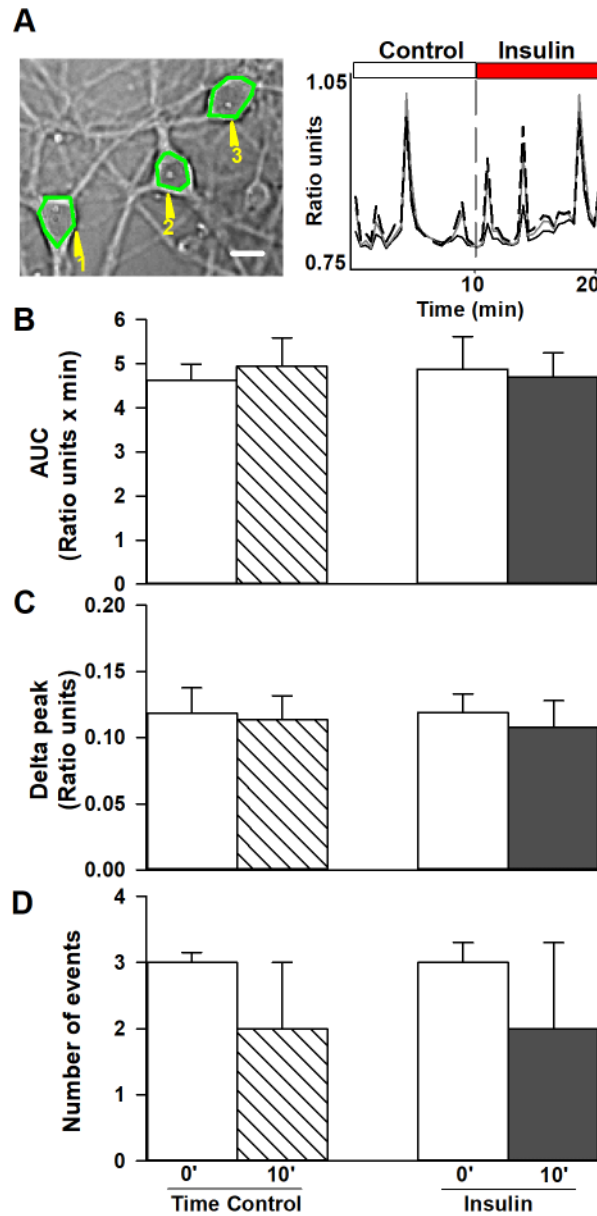 A
Control Insulin
1.05
Ratio units
0.75
10 20
Time (min)
1
2
3
B
AUC
(Ratio units x min)
6
5
4
3
2
1
0
C
Delta peak
(Ratio units)
0.20
0.15
0.10
0.05
0.00
D
Number of events
4
3
2
1
0
0' 10' 0' 10'
Time Control Insulin